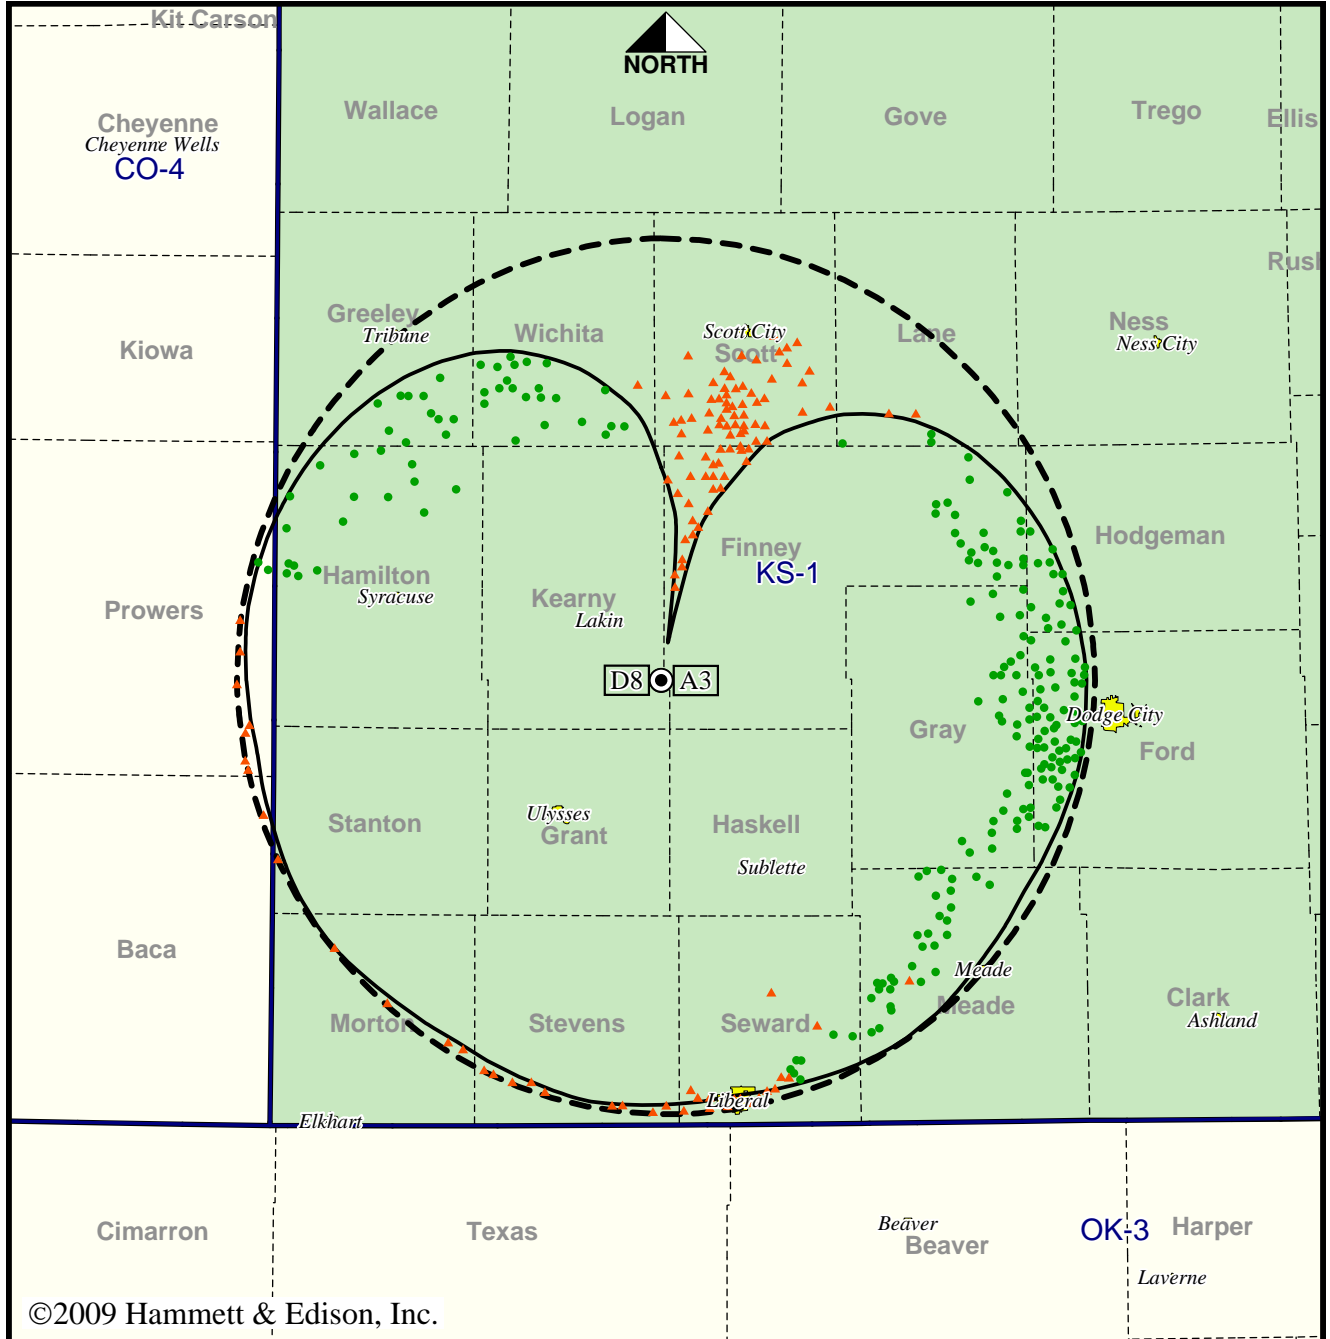 Kit Carson
NORTH
Wallace
Logan
Gove
Trego
Ellis
Cheyenne
Cheyenne Wells
CO-4
Rus
Greeley
Tribune
Wichita
Scott City
Scott
Lane
Ness
Ness City
Kiowa
Hodgeman
Finney
KS-1
Hamilton
Syracuse
Kearny
Lakin
Prowers
D8
A3
Dodge City
Gray
Ford
Ulysses
Grant
Stanton
Haskell
Sublette
Baca
Meade
Meade
Clark
Ashland
Morton
Stevens
Seward
Liberal
Elkhart
Cimarron
Texas
Beaver
Beaver
OK-3
Harper
Laverne
©2009 Hammett & Edison, Inc.